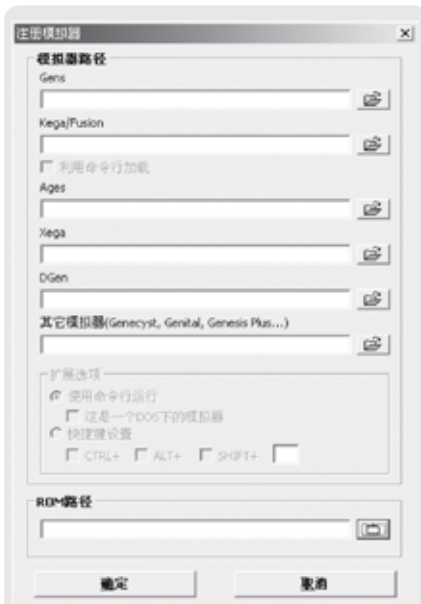 注册模拟器
模拟器路径
Gens
Kega/Fusion
利用命令行加载
Ages
Xega
DGen
其它模拟器(Genecyst, Genital, Genesis Plus...)
扩展选项
使用命令行运行
这是一个DOS下的模拟器
快捷键设置
CTRL+ ALT+ SHIFT+
ROM路径
确定 取消